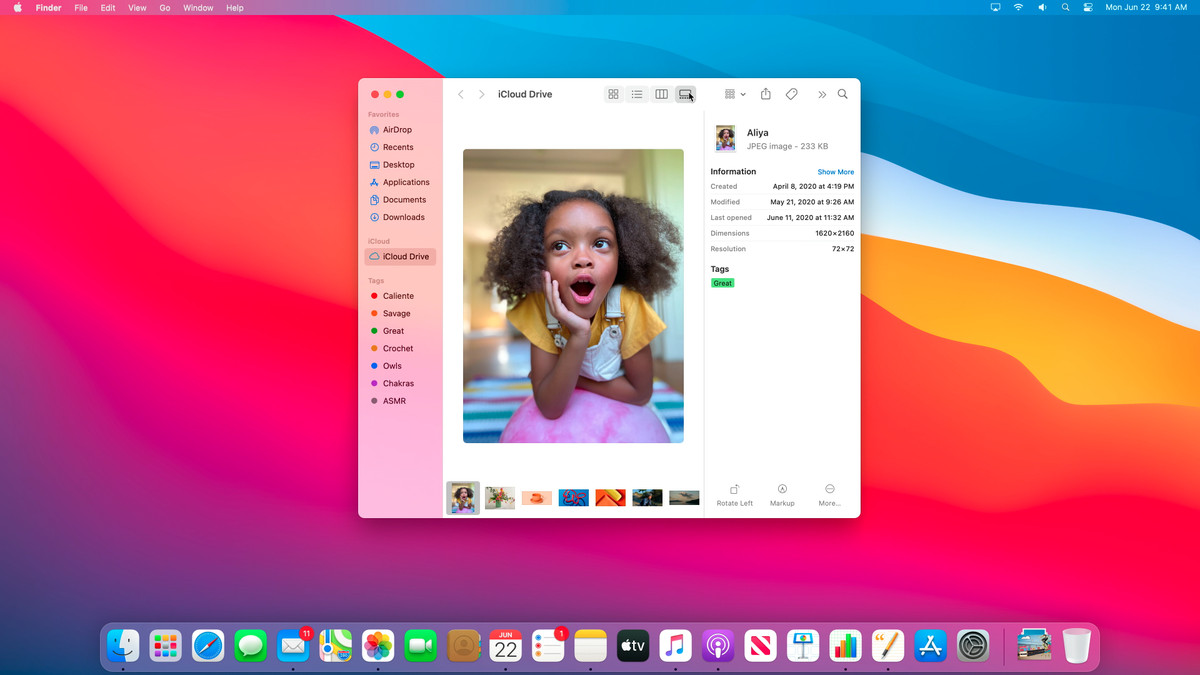 Finder File Edit View Go Window Help
Mon Jun 22 9:41 AM
iCloud Drive
Favorites
AirDrop
Recents
Desktop
Applications
Documents
Downloads
iCloud
iCloud Drive
Tags
Caliente
Savage
Great
Crochet
Owls
Chakras
ASMR
Aliya
JPEG image - 233 KB
Information Show More
Created April 8, 2020 at 4:19 PM
Modified May 21, 2020 at 9:26 AM
Last opened June 11, 2020 at 11:32 AM
Dimensions 1620×2160
Resolution 72×72
Tags
Great
Rotate Left Markup More...
11
JUN
22
1
tv